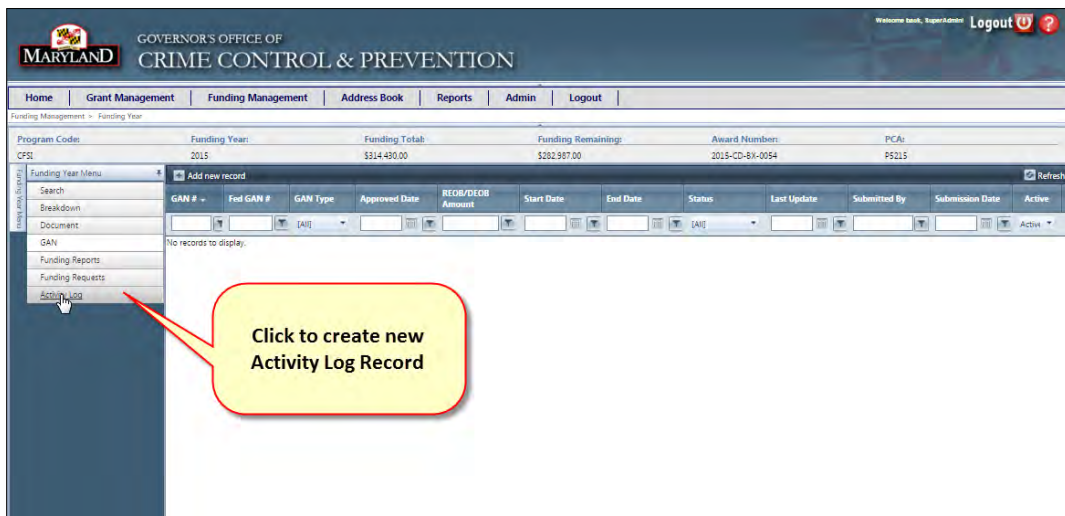 Welcome back, SuperAdmin Logout
MARYLAND
GOVERNOR'S OFFICE OF
CRIME CONTROL & PREVENTION
Home | Grant Management | Funding Management | Address Book | Reports | Admin | Logout |
Funding Management > Funding Year
Program Code: Funding Year: Funding Total: Funding Remaining: Award Number: PCA:
CFSI 2015 $314,430.00 $282,987.00 2015-CD-BX-0054 P5215
Funding Year Menu
Funding Year Menu
Add new record Refresh
Search
Breakdown
Document
GAN
Funding Reports
Funding Requests
Activity Log
GAN # Fed GAN # GAN Type Approved Date REOB/DEOB Amount Start Date End Date Status Last Update Submitted By Submission Date Active
[All] [All] Active
No records to display.
Click to create new
Activity Log Record